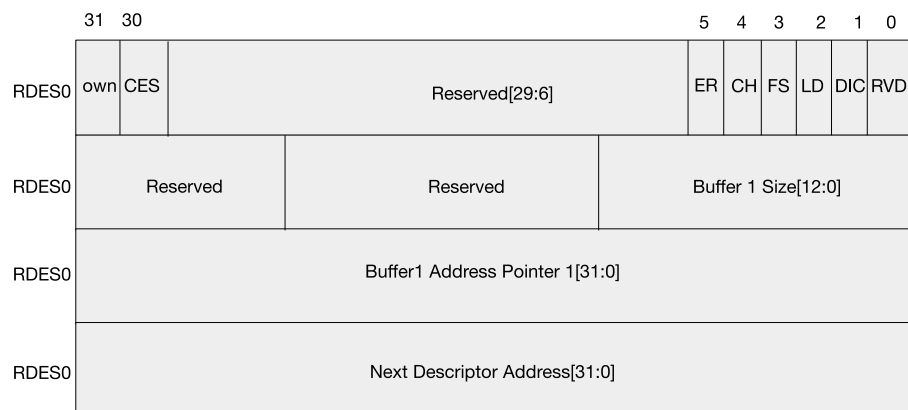 31 30 5 4 3 2 1 0
RDES0 own CES Reserved[29:6] ER CH FS LD DIC RVD
RDES0 Reserved Reserved Buffer 1 Size[12:0]
RDES0 Buffer1 Address Pointer 1[31:0]
RDES0 Next Descriptor Address[31:0]